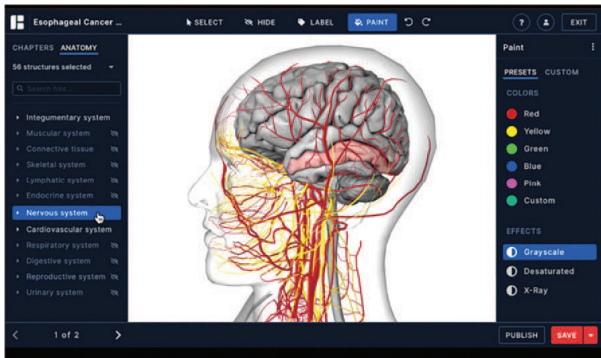 Esophageal Cancer ...
SELECT
HIDE
LABEL
PAINT
?
EXIT
CHAPTERS
ANATOMY
56 structures selected
Search hist...
Integumentary system
Muscular system
Connective tissue
Skeletal system
Lymphatic system
Endocrine system
Nervous system
Cardiovascular system
Respiratory system
Digestive system
Reproductive system
Urinary system
1 of 2
Paint
PRESETS
CUSTOM
COLORS
Red
Yellow
Green
Blue
Pink
Custom
EFFECTS
Grayscale
Desaturated
X-Ray
PUBLISH
SAVE